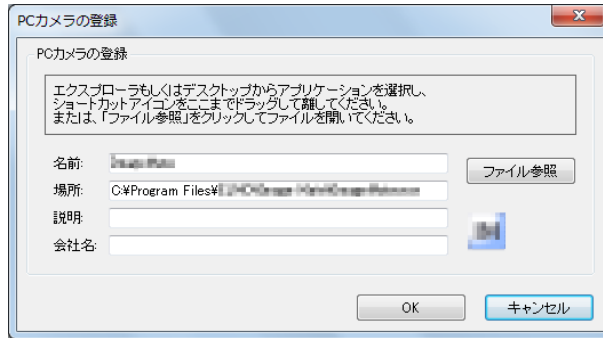 PCカメラの登録
PCカメラの登録
エクスプローラもしくはデスクトップからアプリケーションを選択し、
ショートカットアイコンをここまでドラッグして離してください。
または、「ファイル参照」をクリックしてファイルを開いてください。
名前:
ファイル参照
場所: C:¥Program Files¥
説明:
会社名:
OK
キャンセル